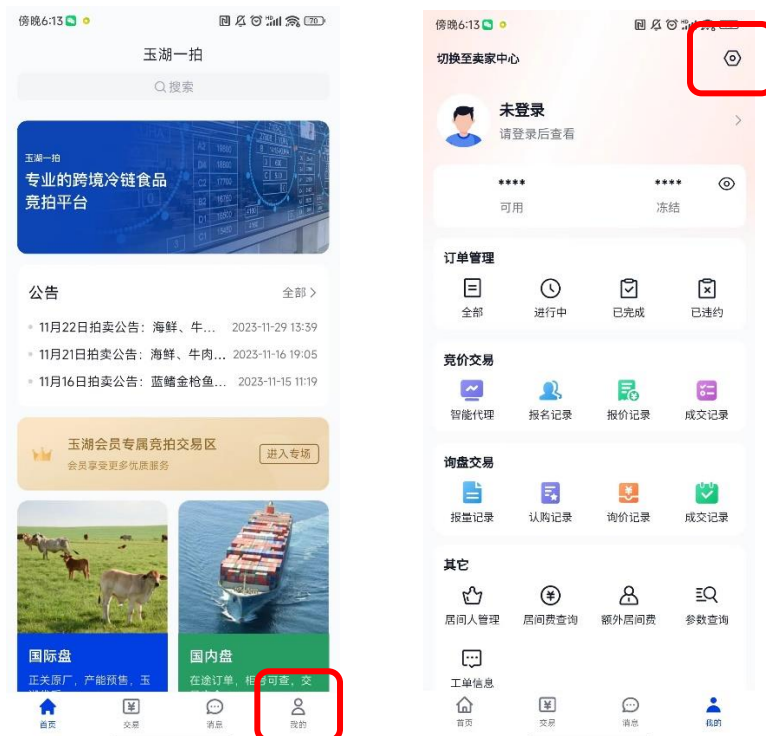 傍晚6:13
70
玉湖一拍
搜索
玉湖一拍
专业的跨境冷链食品
竞拍平台
公告
全部 >
11月22日拍卖公告：海鲜、牛... 2023-11-29 13:39
11月21日拍卖公告：海鲜、牛肉... 2023-11-16 19:05
11月16日拍卖公告：蓝鳍金枪鱼... 2023-11-15 11:19
玉湖会员专属竞拍交易区
会员享受更多优质服务
进入专场
国际盘
正关原厂，产能预售，玉
国内盘
在途订单，柜号可查，交
首页 交易 消息 我的
傍晚6:13
切换至卖家中心
未登录
请登录后查看
**** ****
可用 冻结
订单管理
全部 进行中 已完成 已违约
竞价交易
智能代理 报名记录 报价记录 成交记录
询盘交易
报量记录 认购记录 询价记录 成交记录
其它
居间人管理 居间费查询 额外居间费 参数查询
工单信息
首页 交易 消息 我的